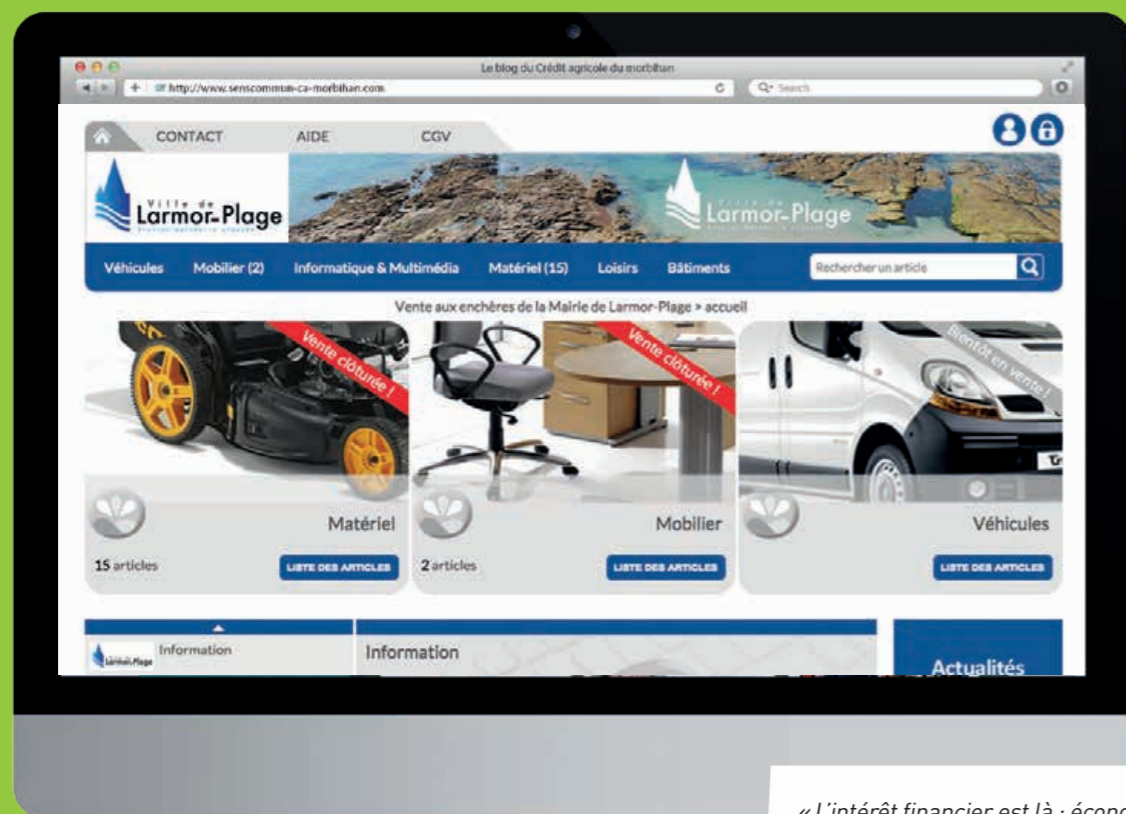 Le blog du Crédit agricole du morbihan
http://www.senscommun-ca-morbihan.com
Search
CONTACT AIDE CGV
Ville de
Larmor-Plage
Ville de
Larmor-Plage
Véhicules Mobilier (2) Informatique & Multimédia Matériel (15) Loisirs Bâtiments Rechercher un article
Vente aux enchères de la Mairie de Larmor-Plage > accueil
Vente clôturée !
Vente clôturée !
Bientôt en vente !
Matériel
15 articles
LISTE DES ARTICLES
Mobilier
2 articles
LISTE DES ARTICLES
Véhicules
LISTE DES ARTICLES
Larmor-Plage
Information
Information
Actualités
« L'intérêt financier est là : écono